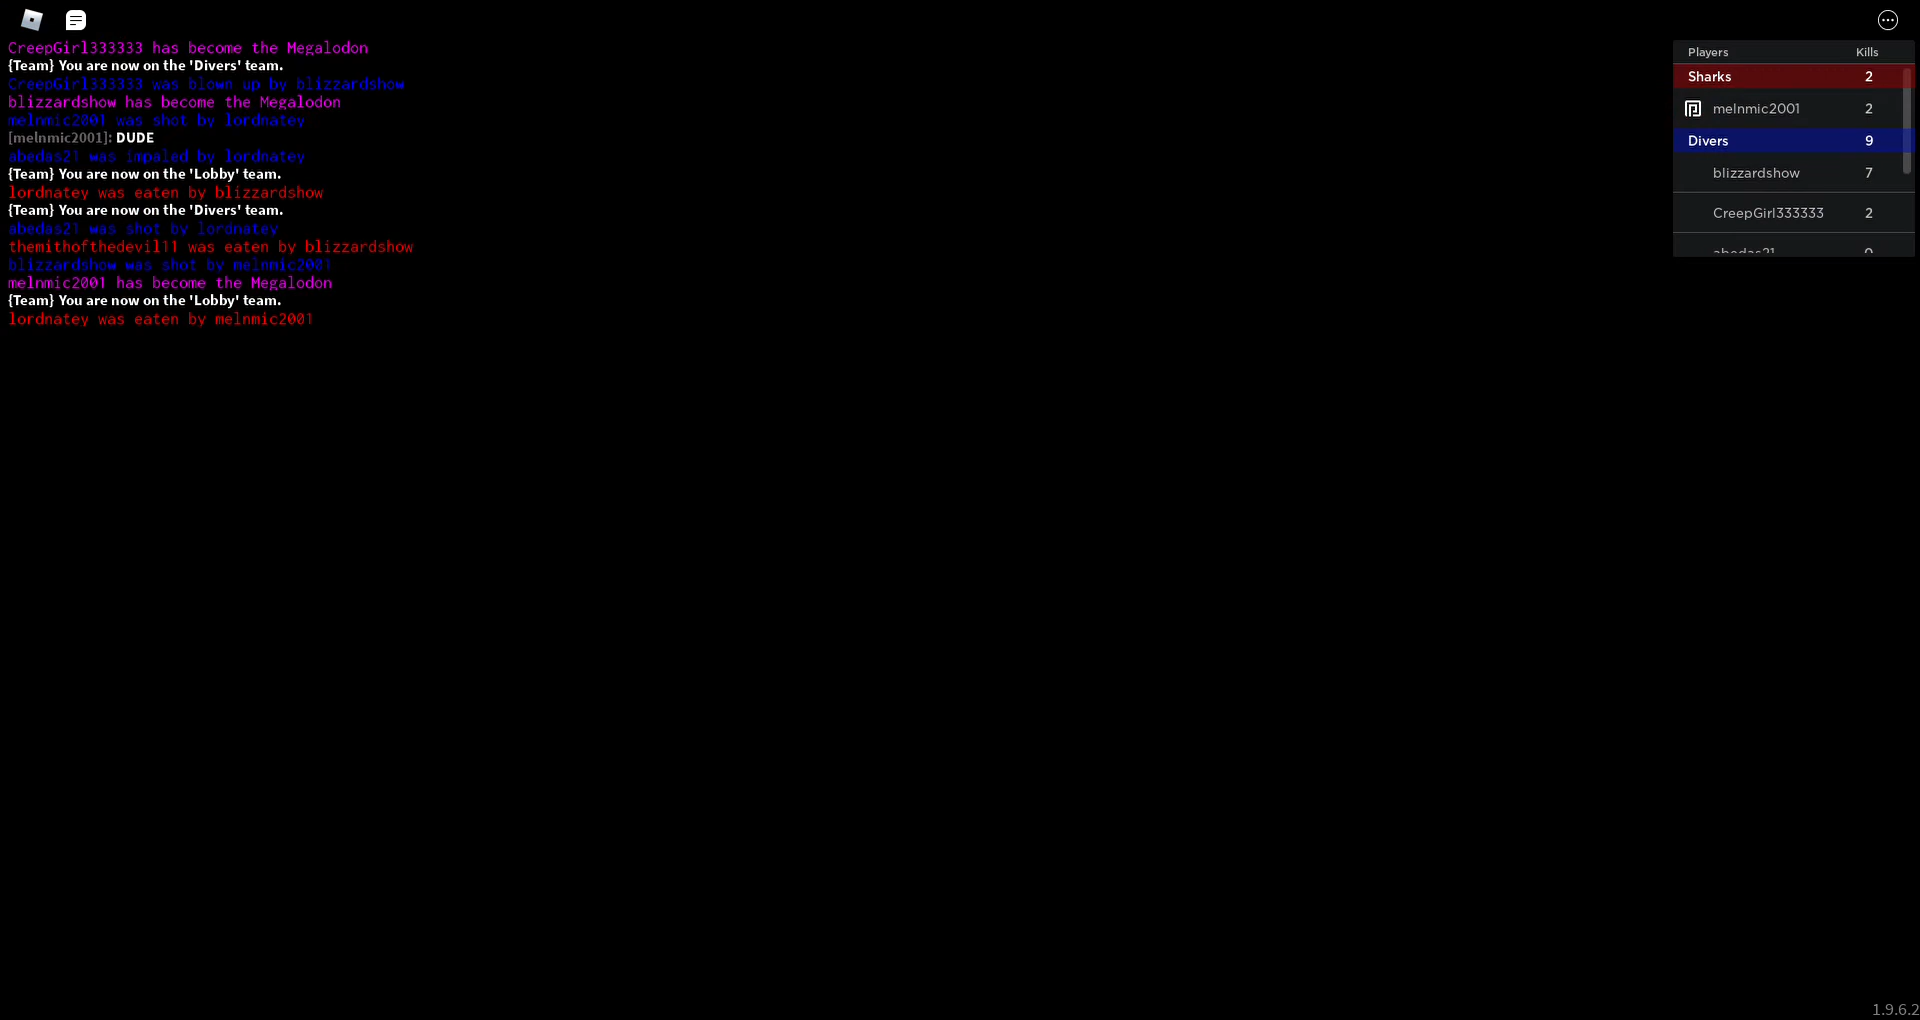 CreepGirl333333 has become the Megalodon
{Team} You are now on the 'Divers' team.
CreepGirl333333 was blown up by blizzardshow
blizzardshow has become the Megalodon
melnmic2001 was shot by lordnatey
[melnmic2001]: DUDE
abedas21 was impaled by lordnatey
{Team} You are now on the 'Lobby' team.
lordnatey was eaten by blizzardshow
{Team} You are now on the 'Divers' team.
abedas21 was shot by lordnatey
themithofthedevil11 was eaten by blizzardshow
blizzardshow was shot by melnmic2001
melnmic2001 has become the Megalodon
{Team} You are now on the 'Lobby' team.
lordnatey was eaten by melnmic2001
Players Kills
Sharks 2
melnmic2001 2
Divers 9
blizzardshow 7
CreepGirl333333 2
abedas21 0
1.9.6.2